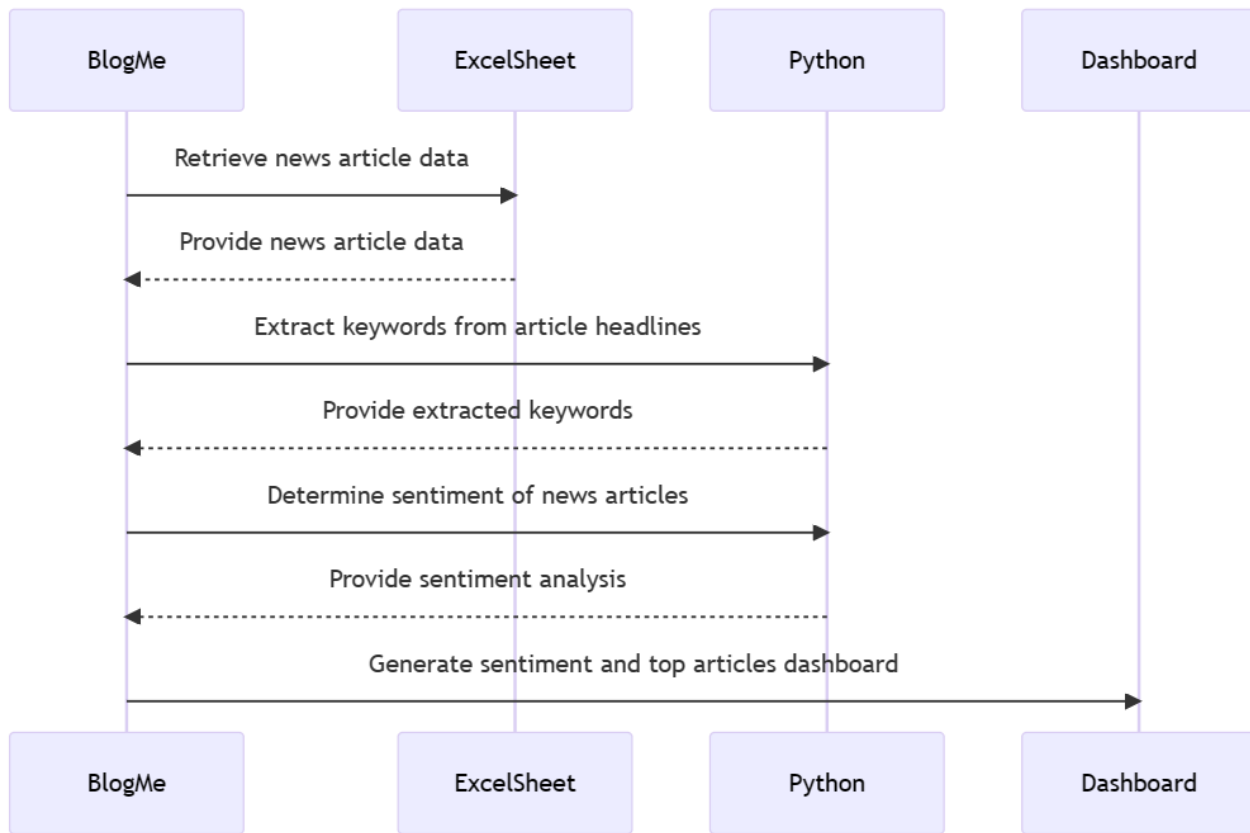 BlogMe
ExcelSheet
Python
Dashboard
Retrieve news article data
Provide news article data
Extract keywords from article headlines
Provide extracted keywords
Determine sentiment of news articles
Provide sentiment analysis
Generate sentiment and top articles dashboard
BlogMe
ExcelSheet
Python
Dashboard